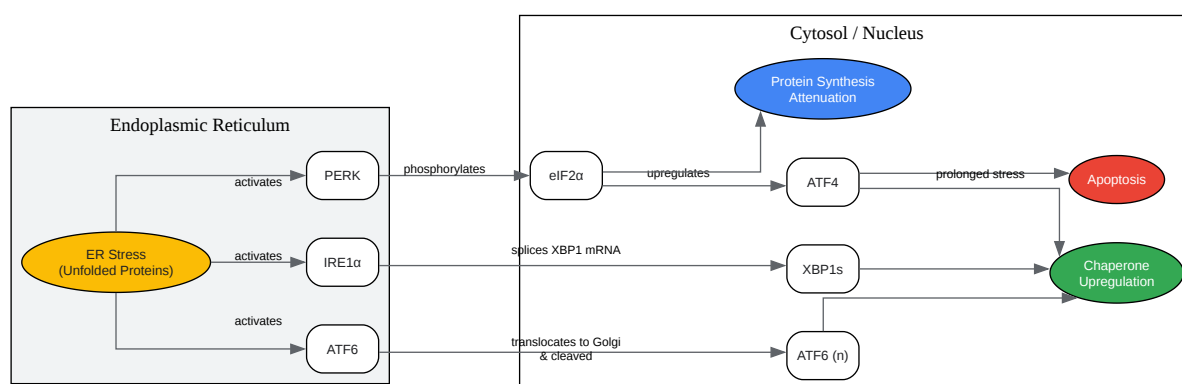 Cytosol / Nucleus
Protein Synthesis
Attenuation
Endoplasmic Reticulum
PERK
activates
phosphorylates
eIF2α
upregulates
ATF4
prolonged stress
Apoptosis
ER Stress
(Unfolded Proteins)
activates
IRE1α
splices XBP1 mRNA
XBP1s
Chaperone
Upregulation
activates
ATF6
translocates to Golgi
& cleaved
ATF6 (n)